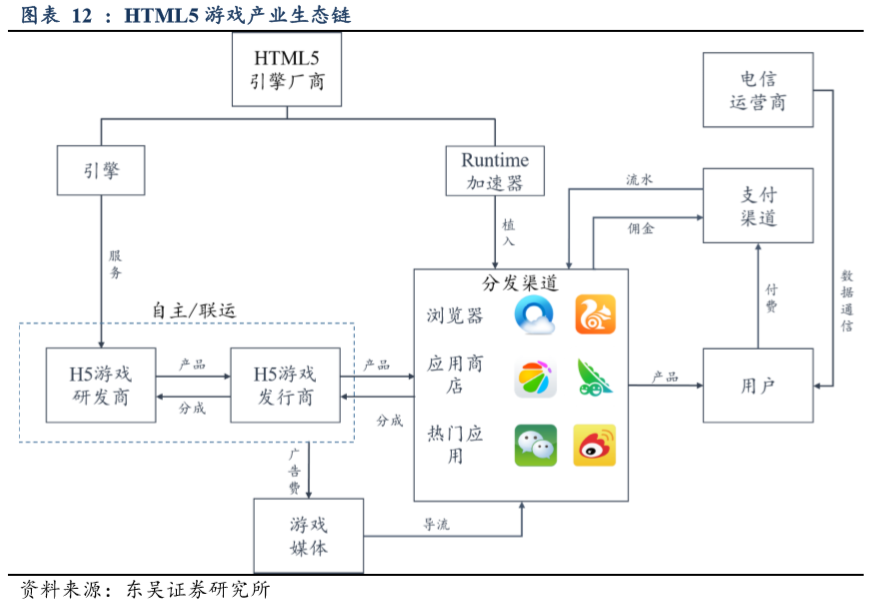 图表 12 ：HTML5 游戏产业生态链
HTML5
引擎厂商
电信
运营商
引擎
Runtime
加速器
流水
支付
渠道
佣金
植
入
服
务
分发渠道
浏览器
数
据
通
信
付
费
自主/联运
应用商
店
H5游戏
研发商
产品
分成
H5游戏
发行商
产品
分成
产品
用户
热门应
用
广
告
费
游戏
媒体
导流
资料来源：东吴证券研究所